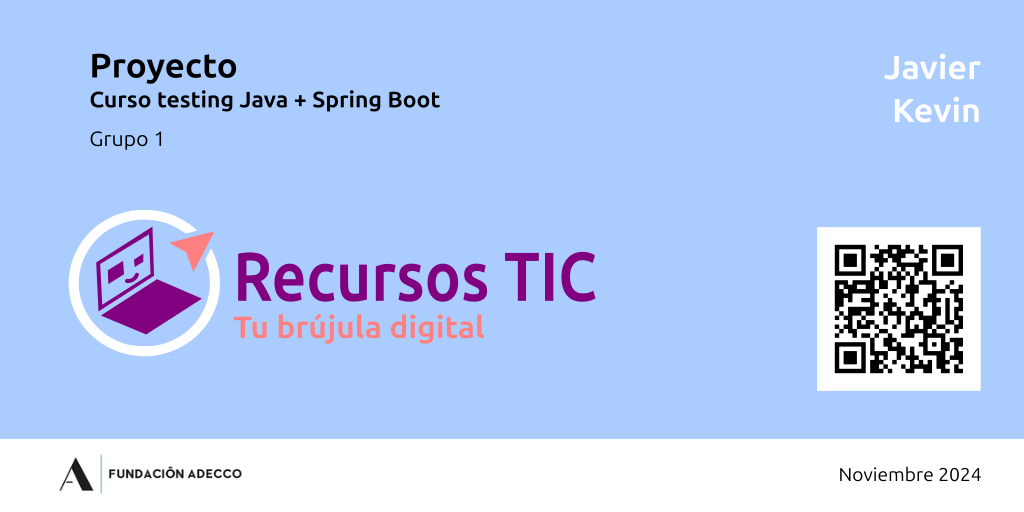 Proyecto
Curso testing Java + Spring Boot
Grupo 1
Javier
Kevin
Recursos TIC
Tu brújula digital
FUNDACIÓN ADECCO
Noviembre 2024